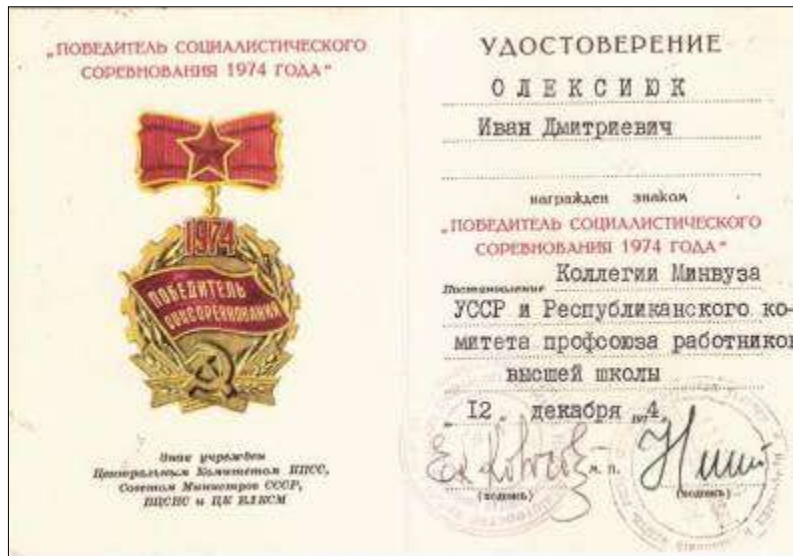 „ПОБЕДИТЕЛЬ СОЦИАЛИСТИЧЕСКОГО
СОРЕВНОВАНИЯ 1974 ГОДА"
1974
ПОБЕДИТЕЛЬ
СОЦСОРЕВНОВАНИЯ
Знак учрежден
Центральным Комитетом КПСС,
Советом Министров СССР,
ВЦСПС и ЦК ВЛКСМ
УДОСТОВЕРЕНИЕ
ОЛЕКСИЮК
Иван Дмитриевич
награжден знаком
„ПОБЕДИТЕЛЬ СОЦИАЛИСТИЧЕСКОГО
СОРЕВНОВАНИЯ 1974 ГОДА"
Постановление Коллегии Минвуза
УССР и Республиканского ко-
митета профсоюза работников
высшей школы
„12" декабря 1974
м. п.
(подпись) (подпись)